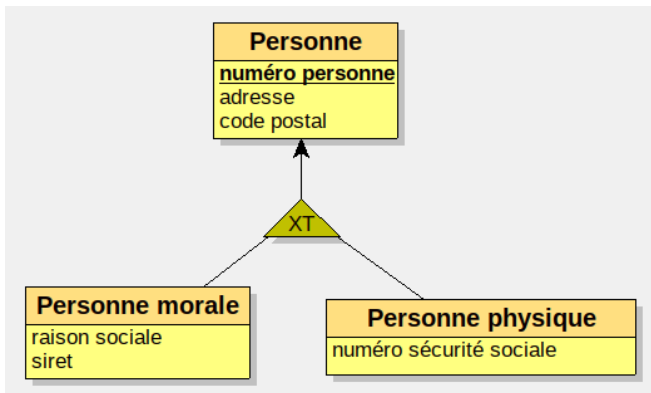 Personne
numéro personne
adresse
code postal
XT
Personne morale
raison sociale
siret
Personne physique
numéro sécurité sociale